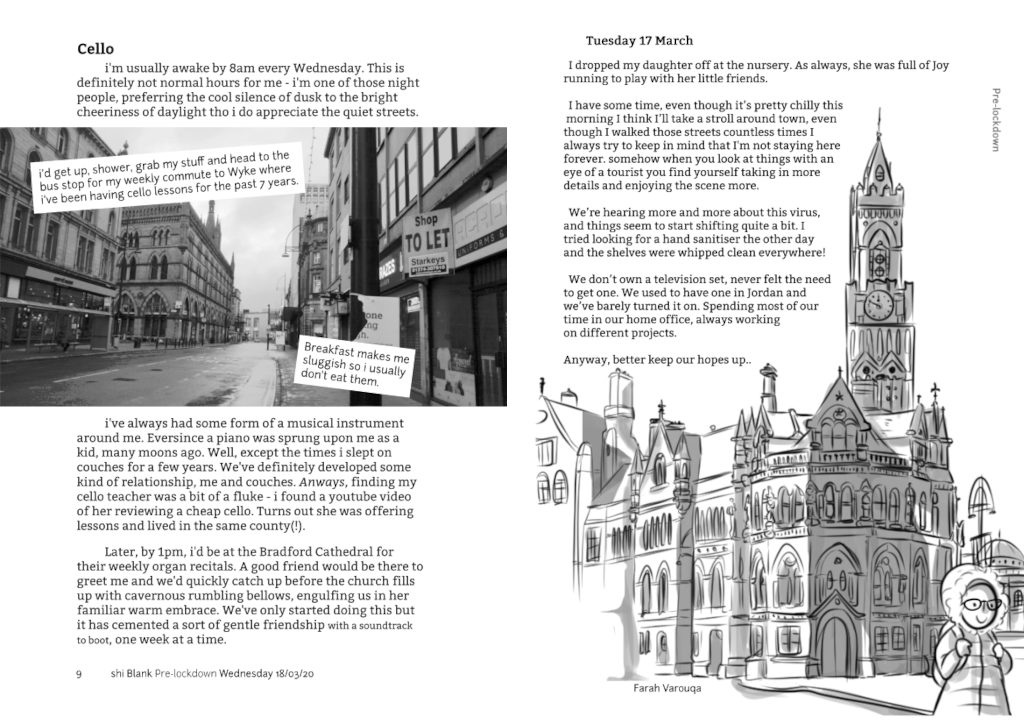 Cello
i'm usually awake by 8am every Wednesday. This is
definitely not normal hours for me - i'm one of those night
people, preferring the cool silence of dusk to the bright
cheeriness of daylight tho i do appreciate the quiet streets.
i'd get up, shower, grab my stuff and head to the
bus stop for my weekly commute to Wyke where
i've been having cello lessons for the past 7 years.
Shop
TO LET
Starkeys
UNIFORMS &
Breakfast makes me
sluggish so i usually
don't eat them.
i've always had some form of a musical instrument
around me. Eversince a piano was sprung upon me as a
kid, many moons ago. Well, except the times i slept on
couches for a few years. We've definitely developed some
kind of relationship, me and couches. Anways, finding my
cello teacher was a bit of a fluke - i found a youtube video
of her reviewing a cheap cello. Turns out she was offering
lessons and lived in the same county(!).
Later, by 1pm, i'd be at the Bradford Cathedral for
their weekly organ recitals. A good friend would be there to
greet me and we'd quickly catch up before the church fills
up with cavernous rumbling bellows, engulfing us in her
familiar warm embrace. We've only started doing this but
it has cemented a sort of gentle friendship with a soundtrack
to boot, one week at a time.
9 shi Blank Pre-lockdown Wednesday 18/03/20
Tuesday 17 March
I dropped my daughter off at the nursery. As always, she was full of Joy
running to play with her little friends.
I have some time, even though it's pretty chilly this
morning I think I'll take a stroll around town, even
though I walked those streets countless times I
always try to keep in mind that I'm not staying here
forever. somehow when you look at things with an
eye of a tourist you find yourself taking in more
details and enjoying the scene more.
We're hearing more and more about this virus,
and things seem to start shifting quite a bit. I
tried looking for a hand sanitiser the other day
and the shelves were whipped clean everywhere!
We don't own a television set, never felt the need
to get one. We used to have one in Jordan and
we've barely turned it on. Spending most of our
time in our home office, always working
on different projects.
Anyway, better keep our hopes up..
Farah Varouqa
Pre-lockdown